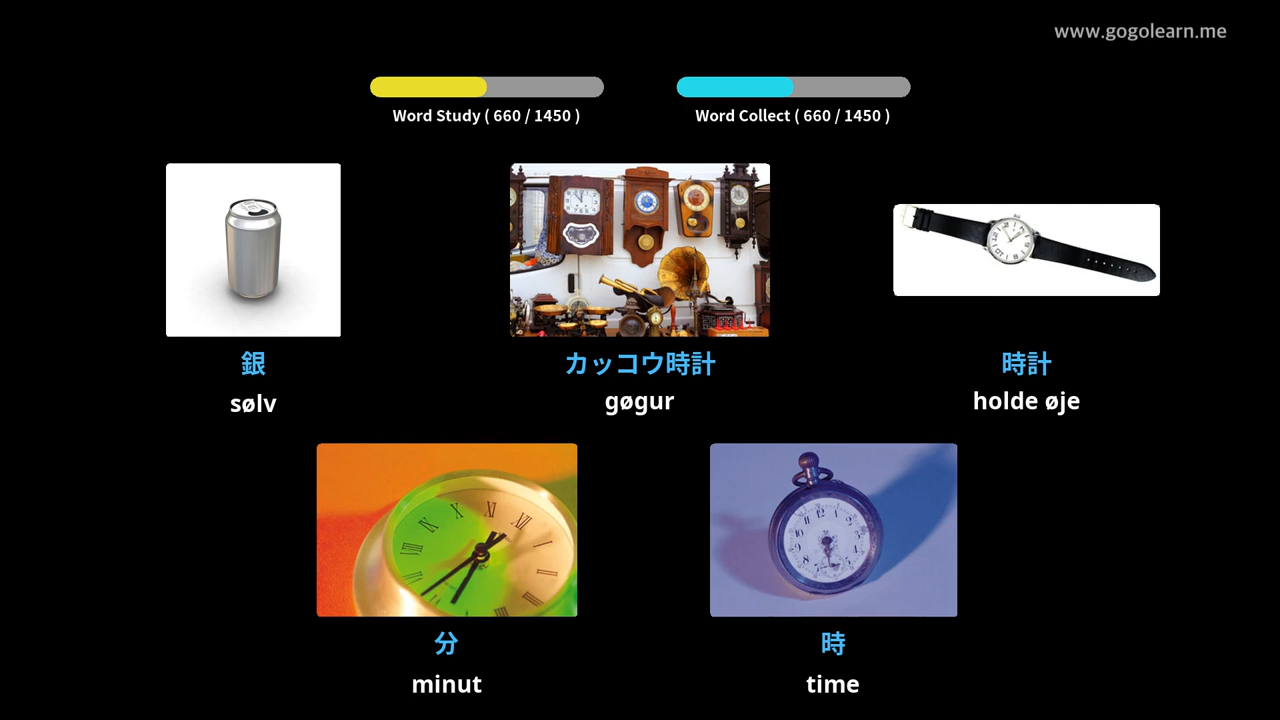 www.gogolearn.me
Word Study ( 660 / 1450 )
Word Collect ( 660 / 1450 )
銀
sølv
カッコウ時計
gøgur
時計
holde øje
分
minut
時
time